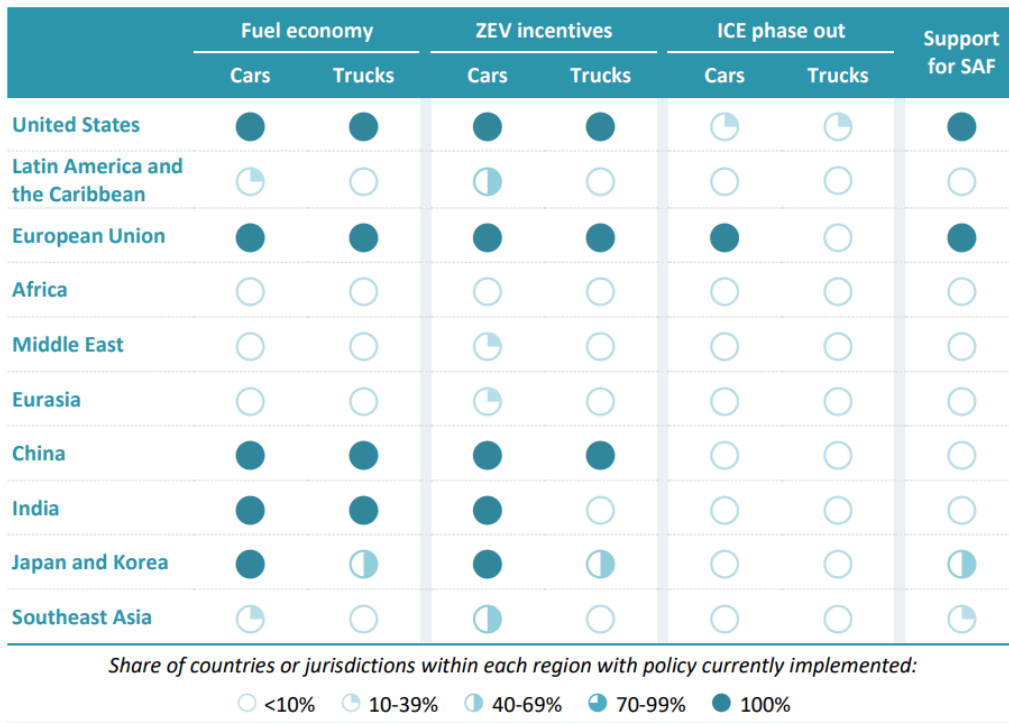 Fuel economy ZEV incentives ICE phase out Support for SAF
Cars Trucks Cars Trucks Cars Trucks
United States
Latin America and
the Caribbean
European Union
Africa
Middle East
Eurasia
China
India
Japan and Korea
Southeast Asia
Share of countries or jurisdictions within each region with policy currently implemented:
<10% 10-39% 40-69% 70-99% 100%